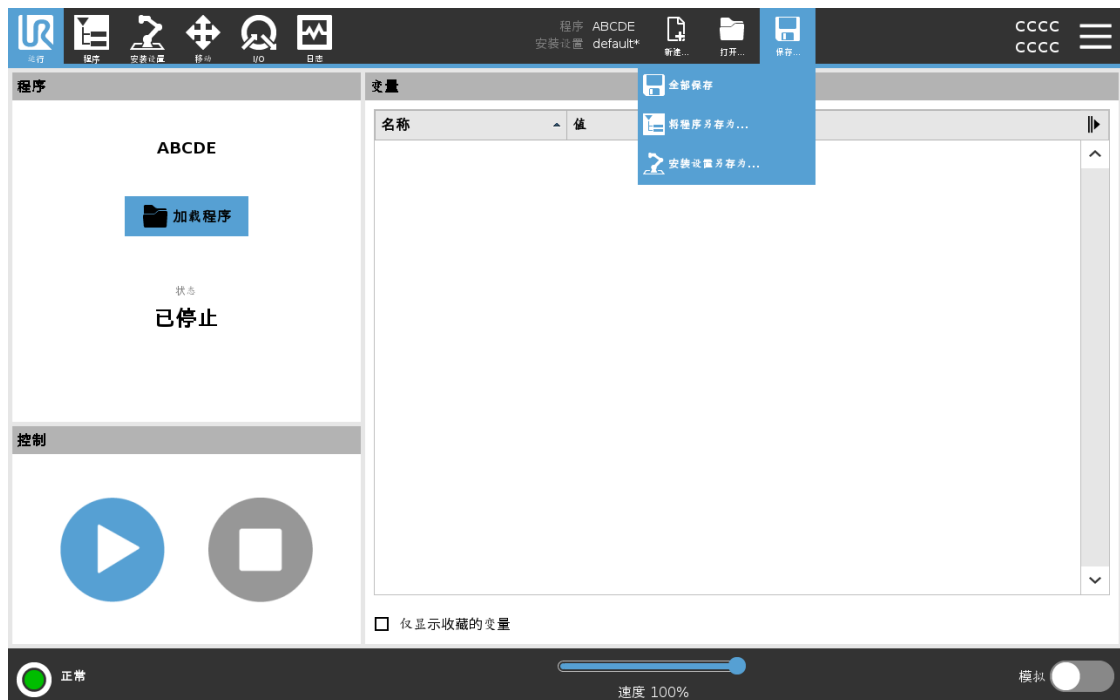 UR
运行
程序
安装设置
移动
I/O
日志
程序 ABCDE
安装设置 default*
新建...
打开...
保存...
CCCC
CCCC
全部保存
将程序另存为...
安装设置另存为...
程序
ABCDE
加载程序
状态
已停止
控制
变量
名称
值
仅显示收藏的变量
正常
速度 100%
模拟